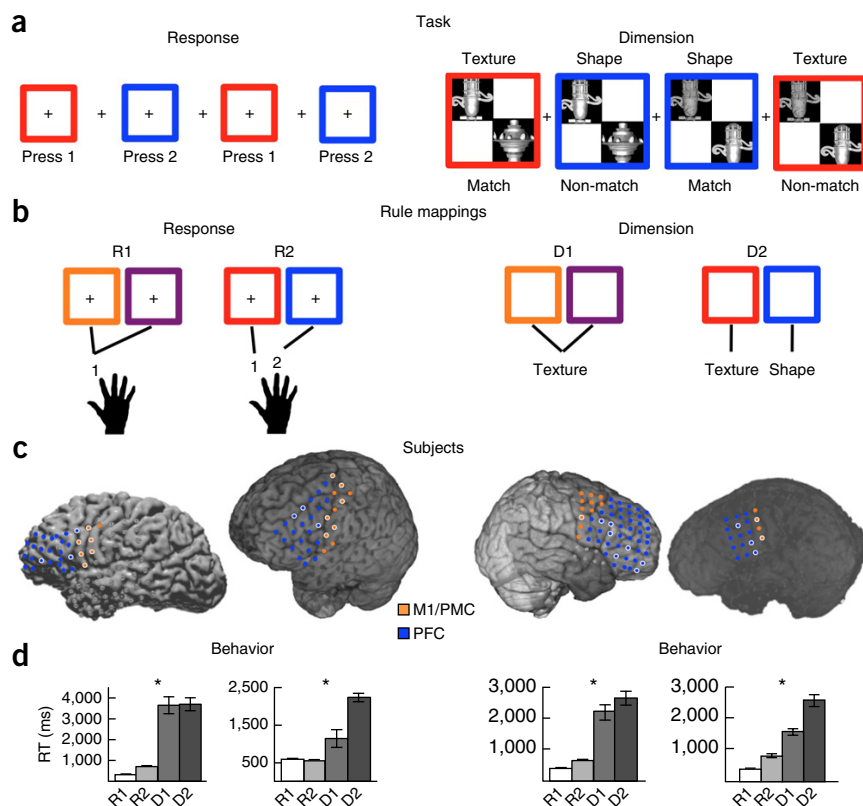 a
Task
Response
Dimension
Texture Shape Shape Texture
+ + + + + + +
+ + +
Press 1 Press 2 Press 1 Press 2
Match Non-match Match Non-match
b
Rule mappings
Response
Dimension
R1 R2 D1 D2
+ + + +
1 1 2
Texture Texture Shape
c
Subjects
M1/PMC
PFC
d
Behavior Behavior
RT (ms)
4,000
3,000
2,000
1,000
*
R1 R2 D1 D2
2,500
1,500
500
*
R1 R2 D1 D2
3,000
2,000
1,000
*
R1 R2 D1 D2
3,000
2,000
1,000
*
R1 R2 D1 D2